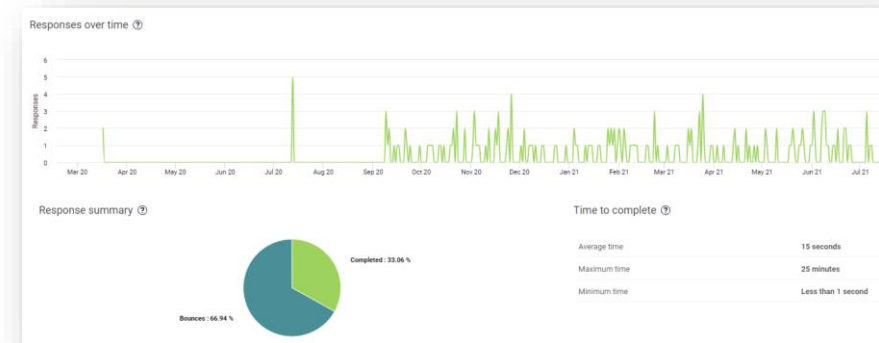 Responses over time ?
6
5
4
3
2
1
0
Responses
Mar 20 Apr 20 May 20 Jun 20 Jul 20 Aug 20 Sep 20 Oct 20 Nov 20 Dec 20 Jan 21 Feb 21 Mar 21 Apr 21 May 21 Jun 21 Jul 21
Response summary ?
Completed : 33.06 %
Bounces : 66.94 %
Time to complete ?
Average time 15 seconds
Maximum time 25 minutes
Minimum time Less than 1 second